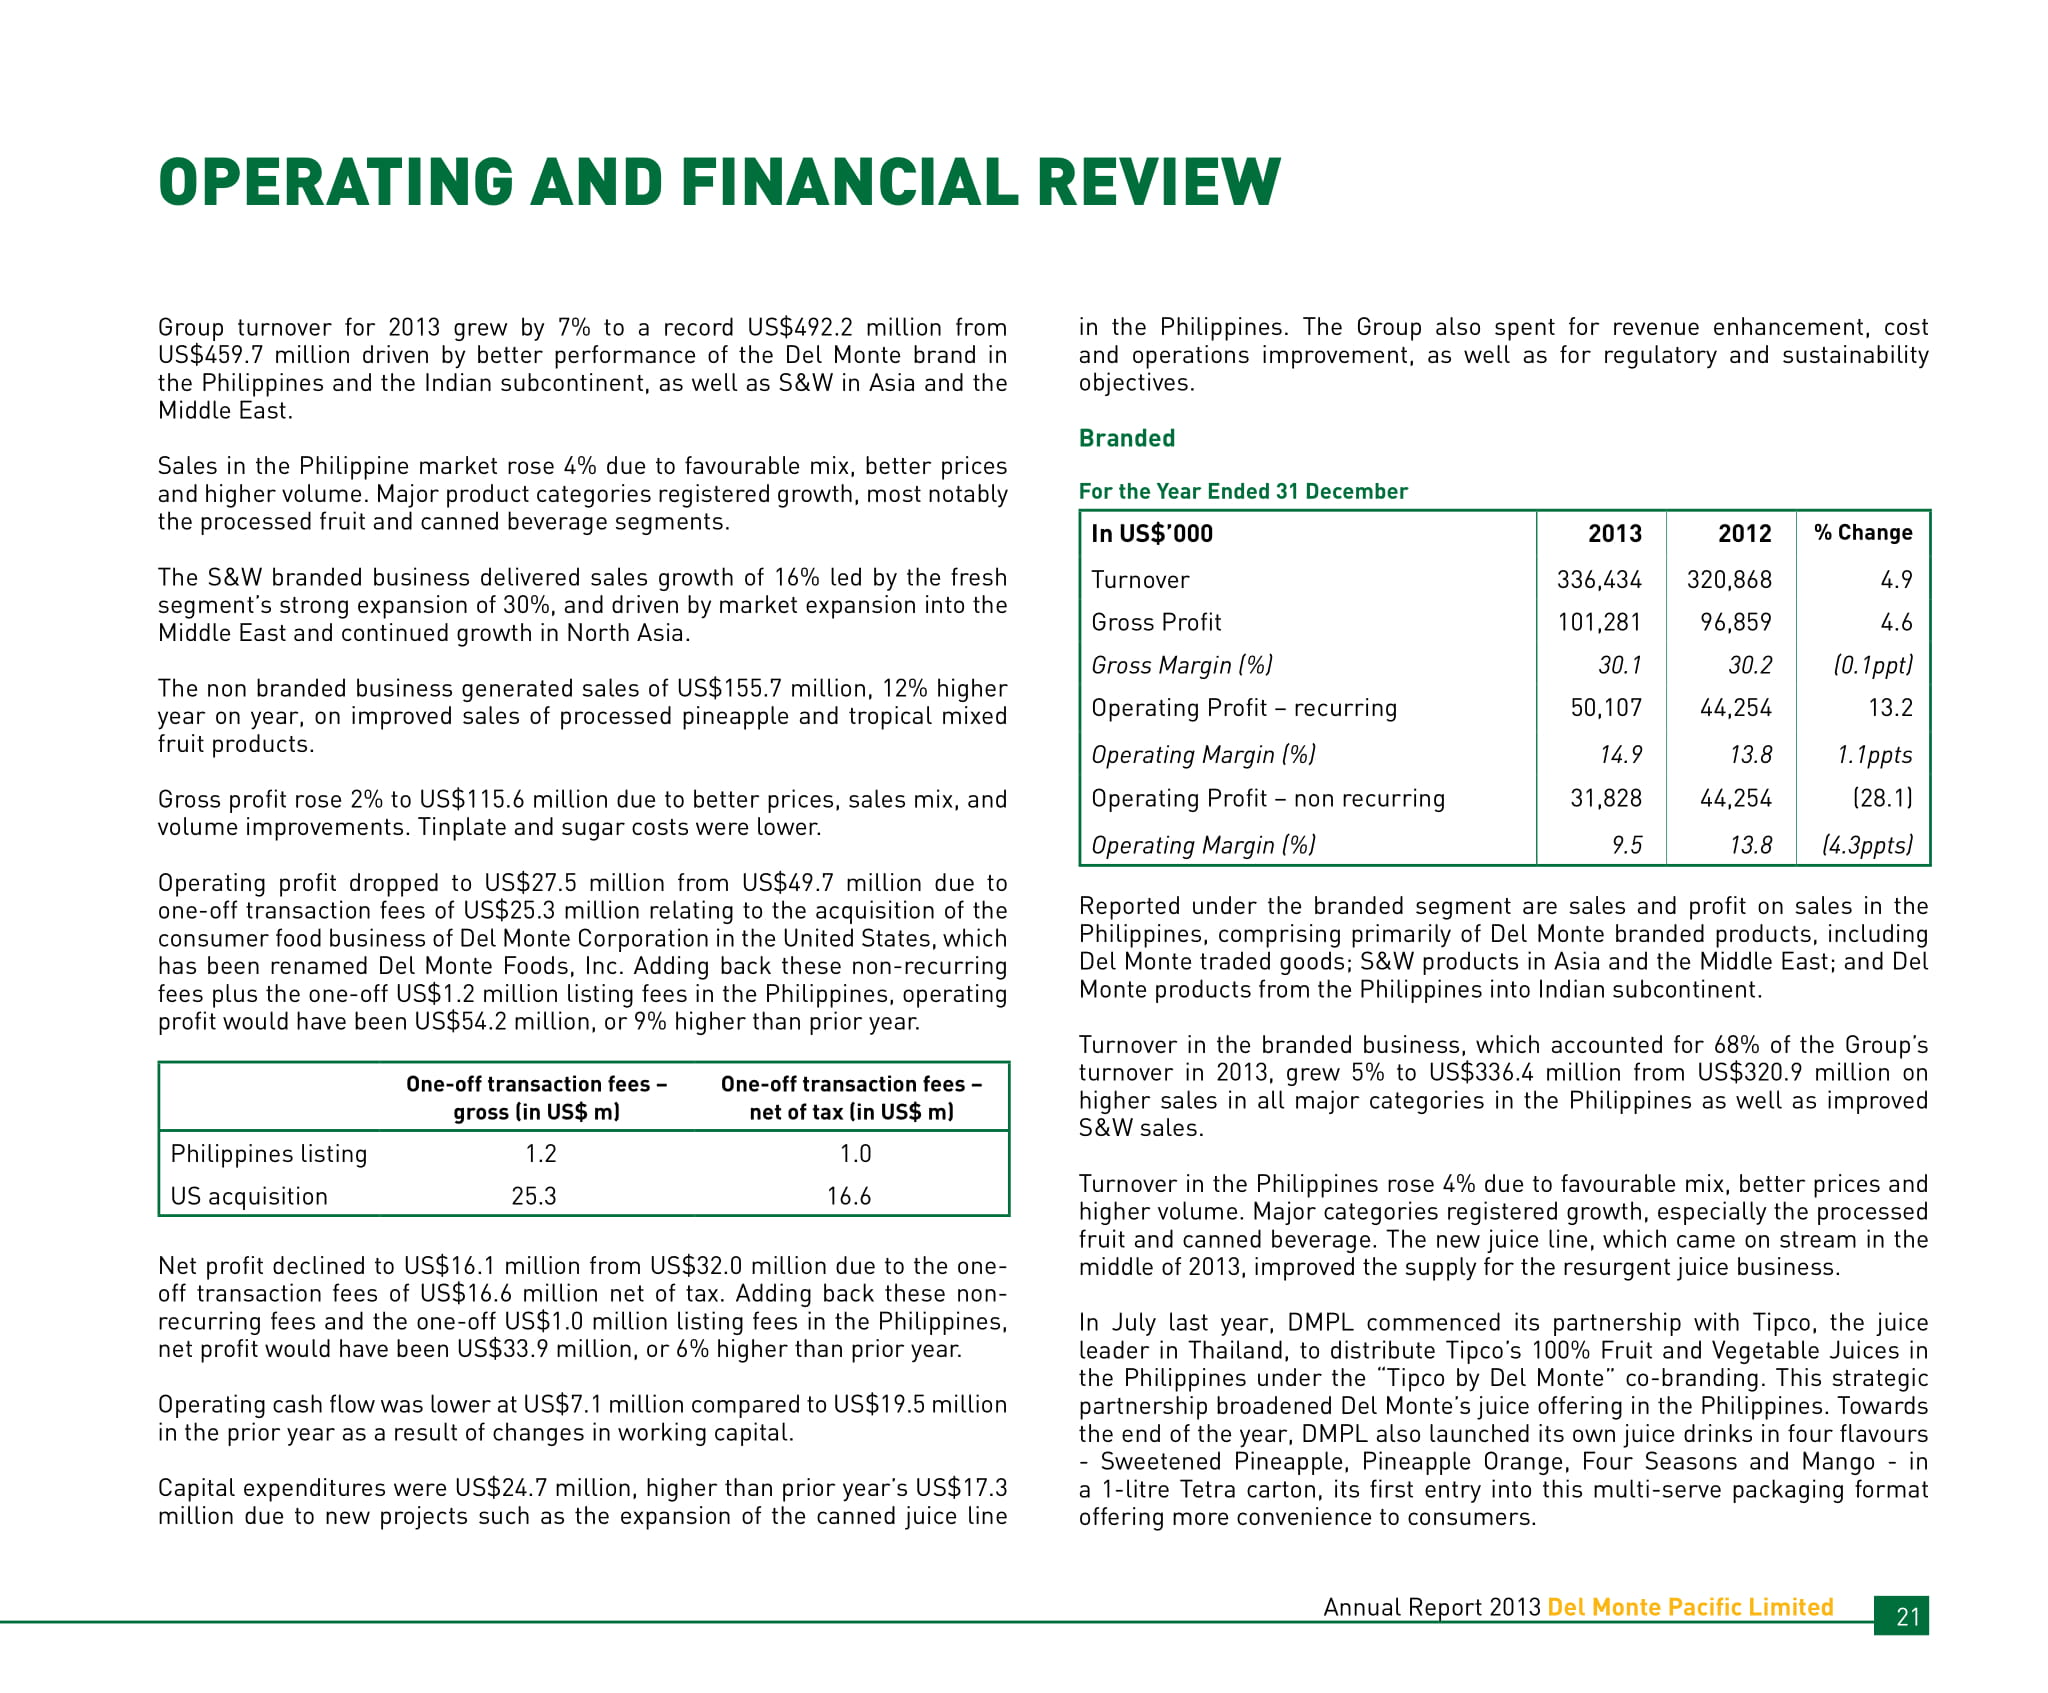 OPERATING AND FINANCIAL REVIEW
Group turnover for 2013 grew by 7% to a record US$492.2 million from
US$459.7 million driven by better performance of the Del Monte brand in
the Philippines and the Indian subcontinent, as well as S&W in Asia and the
Middle East.
Sales in the Philippine market rose 4% due to favourable mix, better prices
and higher volume. Major product categories registered growth, most notably
the processed fruit and canned beverage segments.
The S&W branded business delivered sales growth of 16% led by the fresh
segment’s strong expansion of 30%, and driven by market expansion into the
Middle East and continued growth in North Asia.
The non branded business generated sales of US$155.7 million, 12% higher
year on year, on improved sales of processed pineapple and tropical mixed
fruit products.
Gross profit rose 2% to US$115.6 million due to better prices, sales mix, and
volume improvements. Tinplate and sugar costs were lower.
Operating profit dropped to US$27.5 million from US$49.7 million due to
one-off transaction fees of US$25.3 million relating to the acquisition of the
consumer food business of Del Monte Corporation in the United States, which
has been renamed Del Monte Foods, Inc. Adding back these non-recurring
fees plus the one-off US$1.2 million listing fees in the Philippines, operating
profit would have been US$54.2 million, or 9% higher than prior year.
One-off transaction fees – One-off transaction fees –
gross (in US$ m) net of tax (in US$ m)
Philippines listing 1.2 1.0
US acquisition 25.3 16.6
Net profit declined to US$16.1 million from US$32.0 million due to the one-
off transaction fees of US$16.6 million net of tax. Adding back these non-
recurring fees and the one-off US$1.0 million listing fees in the Philippines,
net profit would have been US$33.9 million, or 6% higher than prior year.
Operating cash flow was lower at US$7.1 million compared to US$19.5 million
in the prior year as a result of changes in working capital.
Capital expenditures were US$24.7 million, higher than prior year’s US$17.3
million due to new projects such as the expansion of the canned juice line
in the Philippines. The Group also spent for revenue enhancement, cost
and operations improvement, as well as for regulatory and sustainability
objectives.
Branded
For the Year Ended 31 December
In US$’000 2013 2012 % Change
Turnover 336,434 320,868 4.9
Gross Profit 101,281 96,859 4.6
Gross Margin (%) 30.1 30.2 (0.1ppt)
Operating Profit – recurring 50,107 44,254 13.2
Operating Margin (%) 14.9 13.8 1.1ppts
Operating Profit – non recurring 31,828 44,254 (28.1)
Operating Margin (%) 9.5 13.8 (4.3ppts)
Reported under the branded segment are sales and profit on sales in the
Philippines, comprising primarily of Del Monte branded products, including
Del Monte traded goods; S&W products in Asia and the Middle East; and Del
Monte products from the Philippines into Indian subcontinent.
Turnover in the branded business, which accounted for 68% of the Group’s
turnover in 2013, grew 5% to US$336.4 million from US$320.9 million on
higher sales in all major categories in the Philippines as well as improved
S&W sales.
Turnover in the Philippines rose 4% due to favourable mix, better prices and
higher volume. Major categories registered growth, especially the processed
fruit and canned beverage. The new juice line, which came on stream in the
middle of 2013, improved the supply for the resurgent juice business.
In July last year, DMPL commenced its partnership with Tipco, the juice
leader in Thailand, to distribute Tipco’s 100% Fruit and Vegetable Juices in
the Philippines under the “Tipco by Del Monte” co-branding. This strategic
partnership broadened Del Monte’s juice offering in the Philippines. Towards
the end of the year, DMPL also launched its own juice drinks in four flavours
- Sweetened Pineapple, Pineapple Orange, Four Seasons and Mango - in
a 1-litre Tetra carton, its first entry into this multi-serve packaging format
offering more convenience to consumers.
Annual Report 2013 Del Monte Pacific Limited 21